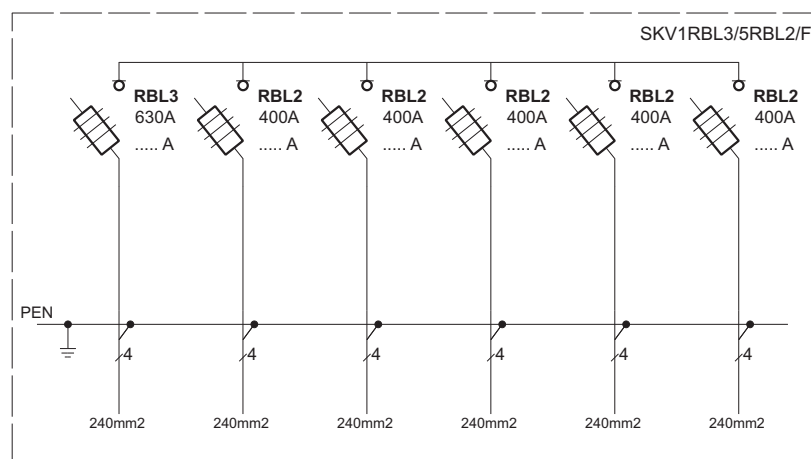 SKV1RBL3/5RBL2/F
RBL3 RBL2 RBL2 RBL2 RBL2 RBL2
630A 400A 400A 400A 400A 400A
..... A ..... A ..... A ..... A ..... A ..... A
PEN
4 4 4 4 4 4
240mm2 240mm2 240mm2 240mm2 240mm2 240mm2